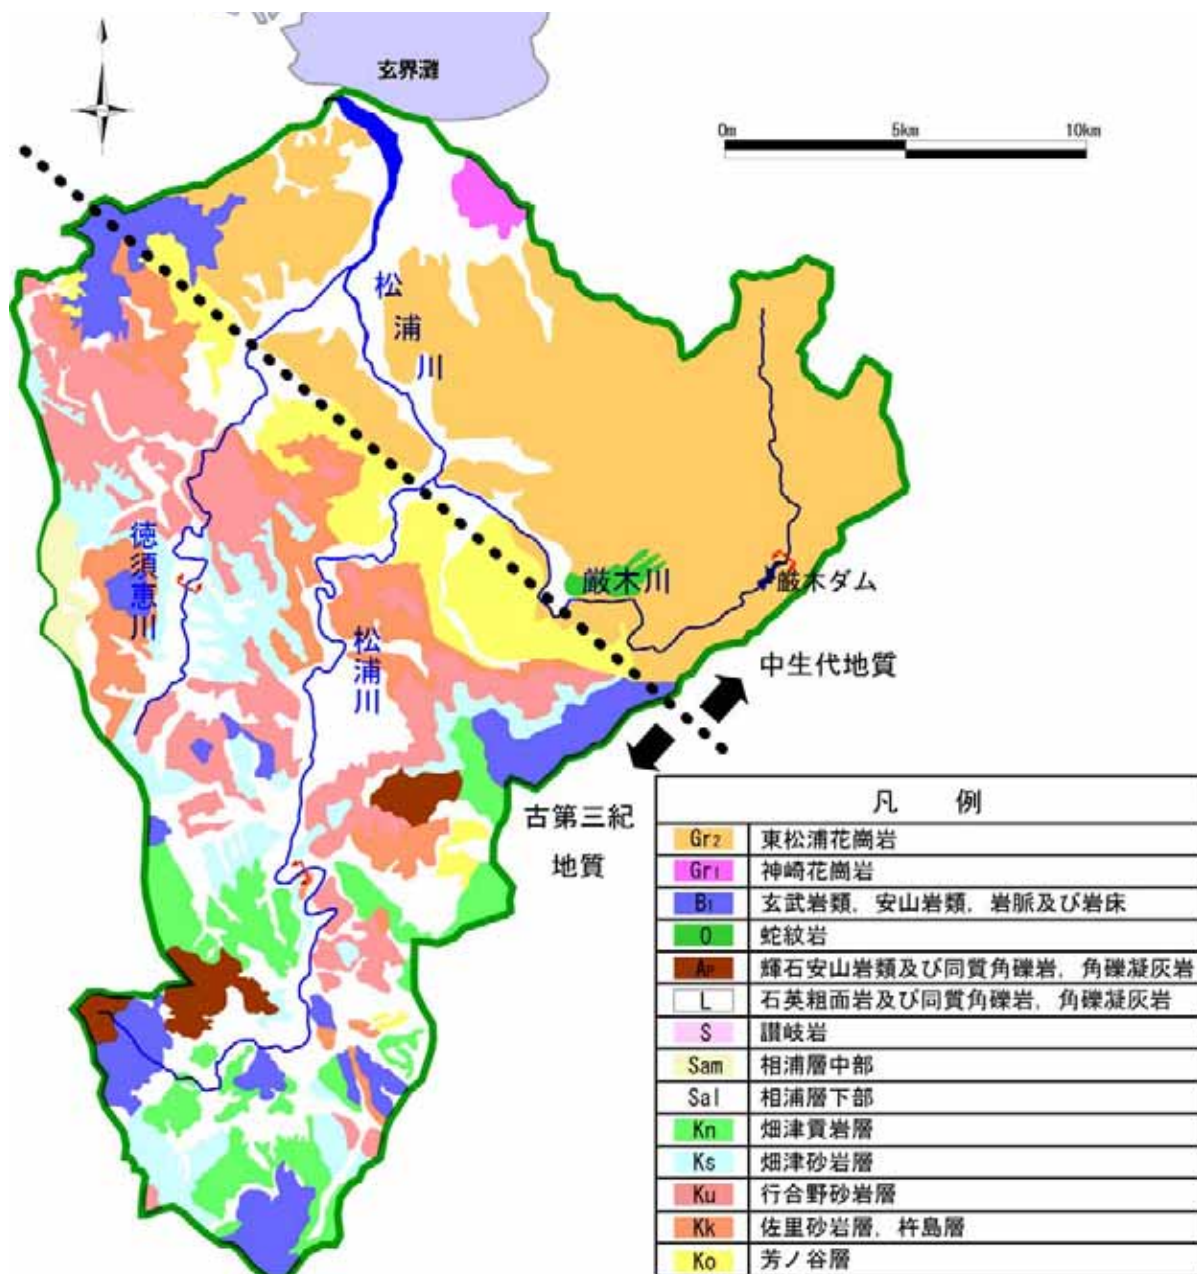 玄界灘
0m 5km 10km
松浦川
徳須恵川
松浦川
厳木川
厳木ダム
中生代地質
古第三紀
地質
凡 例
Gr2 東松浦花崗岩
Gr1 神崎花崗岩
B1 玄武岩類，安山岩類，岩脈及び岩床
O 蛇紋岩
AP 輝石安山岩類及び同質角礫岩，角礫凝灰岩
L 石英粗面岩及び同質角礫岩，角礫凝灰岩
S 讃岐岩
Sam 相浦層中部
Sal 相浦層下部
Kn 畑津頁岩層
Ks 畑津砂岩層
Ku 行合野砂岩層
Kk 佐里砂岩層，杵島層
Ko 芳ノ谷層